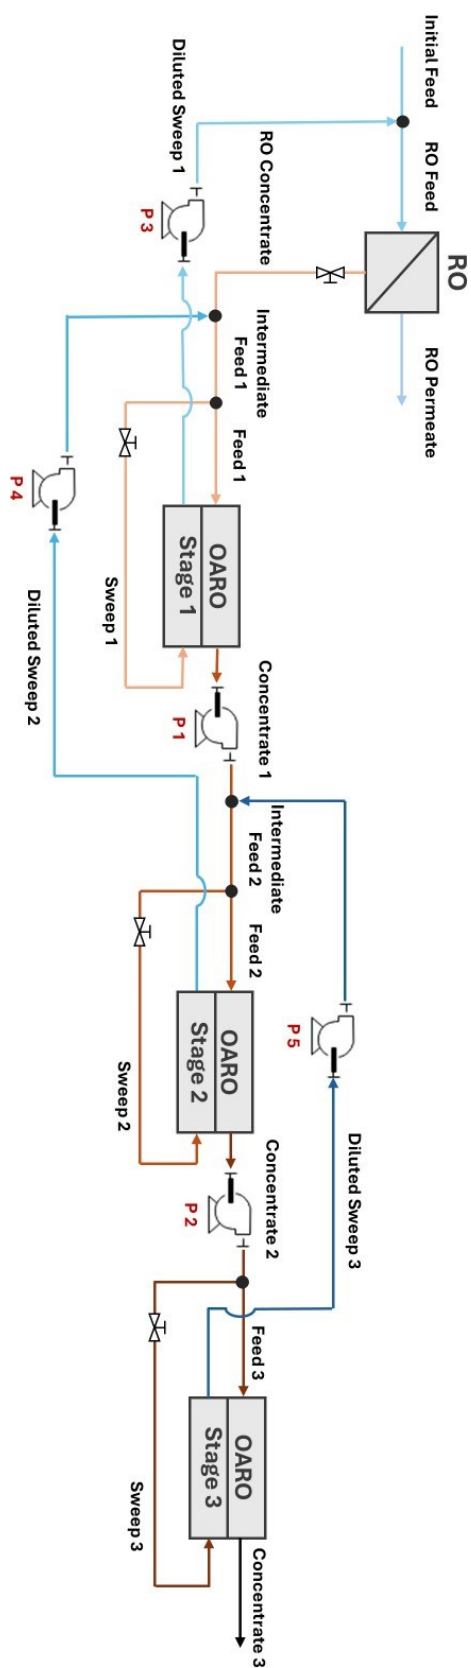 Initial Feed
RO Feed
RO
RO Permeate
Diluted Sweep 1
P 3
RO Concentrate
Intermediate
Feed 1
Feed 1
OARO
Stage 1
Sweep 1
P 4
Diluted Sweep 2
Concentrate 1
P 1
Intermediate
Feed 2
Feed 2
OARO
Stage 2
Sweep 2
P 5
Diluted Sweep 3
Concentrate 2
P 2
Feed 3
OARO
Stage 3
Sweep 3
Concentrate 3